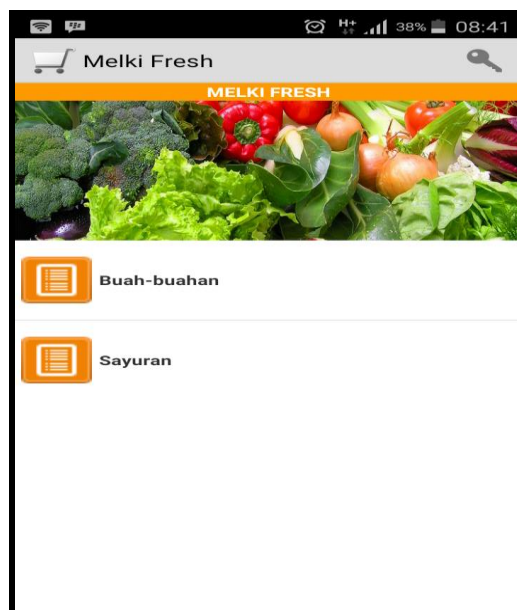 H+ 38% 08:41
Melki Fresh
MELKI FRESH
Buah-buahan
Sayuran